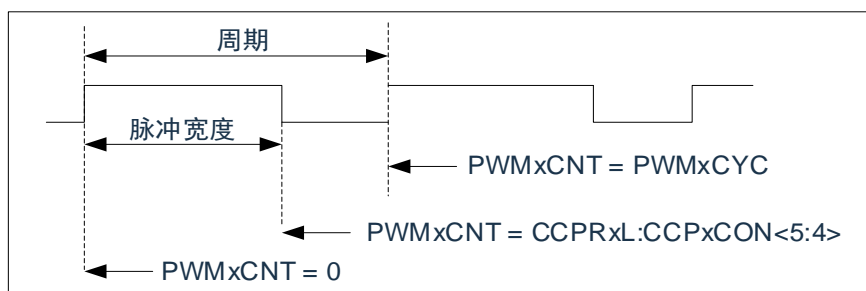 周期
脉冲宽度
PWMxCNT = PWMxCYC
PWMxCNT = CCPRxL:CCPxCON<5:4>
PWMxCNT = 0